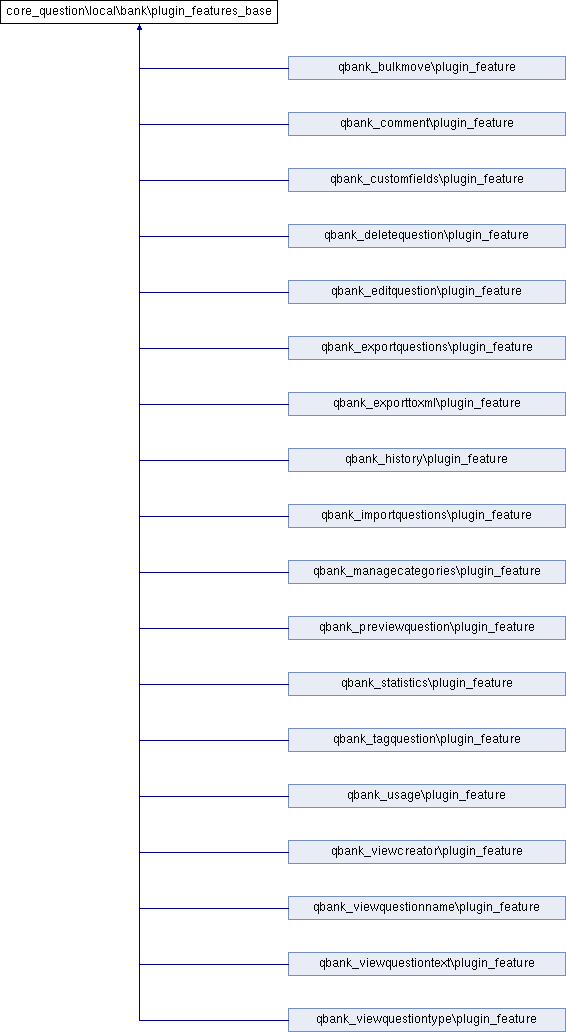 core_question\local\bank\plugin_features_base
qbank_bulkmove\plugin_feature
qbank_comment\plugin_feature
qbank_customfields\plugin_feature
qbank_deletequestion\plugin_feature
qbank_editquestion\plugin_feature
qbank_exportquestions\plugin_feature
qbank_exporttoxml\plugin_feature
qbank_history\plugin_feature
qbank_importquestions\plugin_feature
qbank_managecategories\plugin_feature
qbank_previewquestion\plugin_feature
qbank_statistics\plugin_feature
qbank_tagquestion\plugin_feature
qbank_usage\plugin_feature
qbank_viewcreator\plugin_feature
qbank_viewquestionname\plugin_feature
qbank_viewquestiontext\plugin_feature
qbank_viewquestiontype\plugin_feature